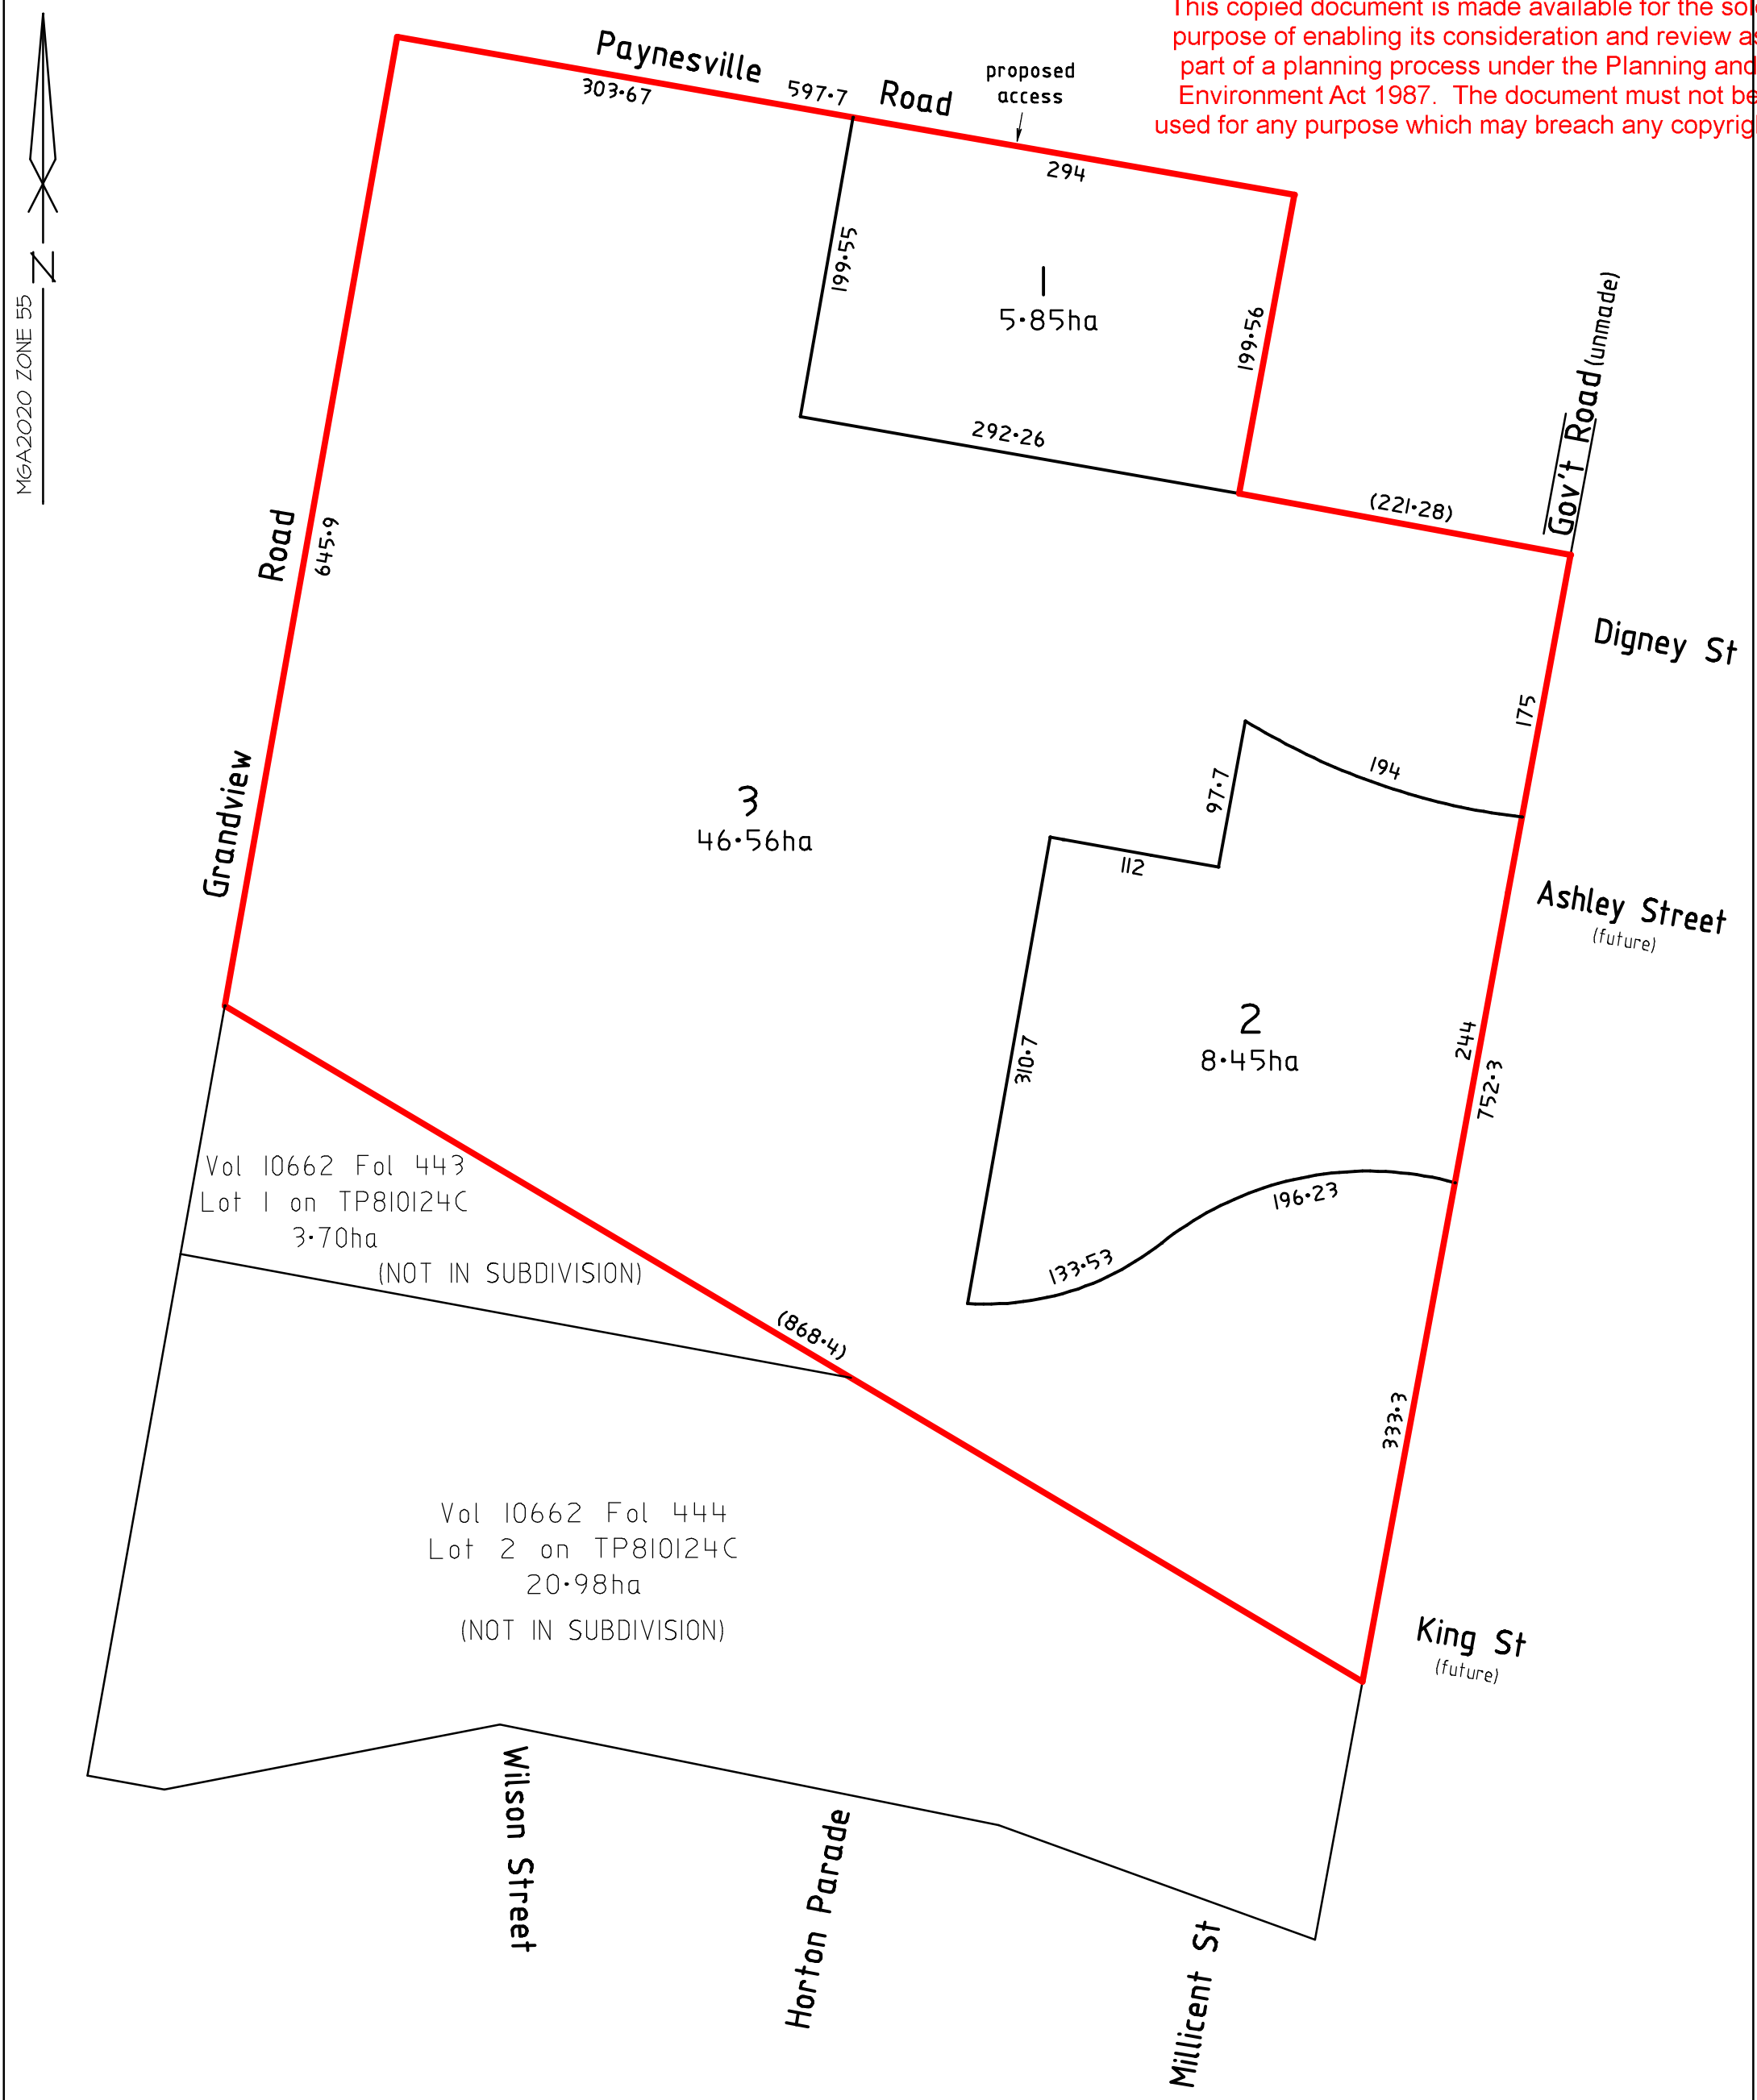 This copied document is made available for the
purpose of enabling its consideration and review
part of a planning process under the Planning and
Environment Act 1987. The document must not be
used for any purpose which may breach any
MGA2020 ZONE 55
N
Paynesville Road
303·67
597·7
proposed
access
294
199·55
1
5·85ha
199·56
292·26
(221·28)
Gov't Road (unmade)
Grandview Road
645·9
Digney St
175
194
97·7
112
3
46·56ha
Ashley Street
(future)
2
8·45ha
310·7
244
752·3
196·23
133·53
Vol 10662 Fol 443
Lot 1 on TP810124C
3·70ha
(NOT IN SUBDIVISION)
(868·4)
333·3
Vol 10662 Fol 444
Lot 2 on TP810124C
20·98ha
(NOT IN SUBDIVISION)
King St
(future)
Wilson Street
Horton Parade
Millicent St